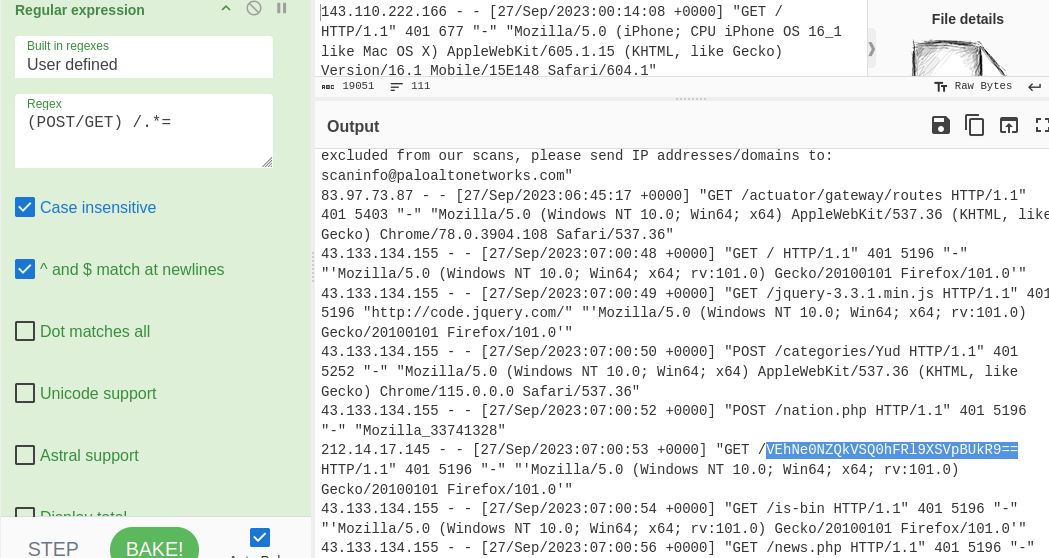 Regular expression
Built in regexes
User defined
Regex
(POST/GET) /.*=
Case insensitive
^ and $ match at newlines
Dot matches all
Unicode support
Astral support
STEP
BAKE!
143.110.222.166 - - [27/Sep/2023:00:14:08 +0000] "GET /
HTTP/1.1" 401 677 "-" "Mozilla/5.0 (iPhone; CPU iPhone OS 16_1
like Mac OS X) AppleWebKit/605.1.15 (KHTML, like Gecko)
Version/16.1 Mobile/15E148 Safari/604.1"
File details
ABC 19051
111
Raw Bytes
Output
excluded from our scans, please send IP addresses/domains to:
scaninfo@paloaltonetworks.com"
83.97.73.87 - - [27/Sep/2023:06:45:17 +0000] "GET /actuator/gateway/routes HTTP/1.1"
401 5403 "-" "Mozilla/5.0 (Windows NT 10.0; Win64; x64) AppleWebKit/537.36 (KHTML, like
Gecko) Chrome/78.0.3904.108 Safari/537.36"
43.133.134.155 - - [27/Sep/2023:07:00:48 +0000] "GET / HTTP/1.1" 401 5196 "-"
"'Mozilla/5.0 (Windows NT 10.0; Win64; x64; rv:101.0) Gecko/20100101 Firefox/101.0'"
43.133.134.155 - - [27/Sep/2023:07:00:49 +0000] "GET /jquery-3.3.1.min.js HTTP/1.1" 401
5196 "http://code.jquery.com/" "'Mozilla/5.0 (Windows NT 10.0; Win64; x64; rv:101.0)
Gecko/20100101 Firefox/101.0'"
43.133.134.155 - - [27/Sep/2023:07:00:50 +0000] "POST /categories/Yud HTTP/1.1" 401
5252 "-" "Mozilla/5.0 (Windows NT 10.0; Win64; x64) AppleWebKit/537.36 (KHTML, like
Gecko) Chrome/115.0.0.0 Safari/537.36"
43.133.134.155 - - [27/Sep/2023:07:00:52 +0000] "POST /nation.php HTTP/1.1" 401 5196
"-" "Mozilla_33741328"
212.14.17.145 - - [27/Sep/2023:07:00:53 +0000] "GET /VEhNe0NZQkVSQ0hFRl9XSVpBUkR9==
HTTP/1.1" 401 5196 "-" "'Mozilla/5.0 (Windows NT 10.0; Win64; x64; rv:101.0)
Gecko/20100101 Firefox/101.0'"
43.133.134.155 - - [27/Sep/2023:07:00:54 +0000] "GET /is-bin HTTP/1.1" 401 5196 "-"
"'Mozilla/5.0 (Windows NT 10.0; Win64; x64; rv:101.0) Gecko/20100101 Firefox/101.0'"
43.133.134.155 - - [27/Sep/2023:07:00:56 +0000] "GET /news.php HTTP/1.1" 401 5196 "-"